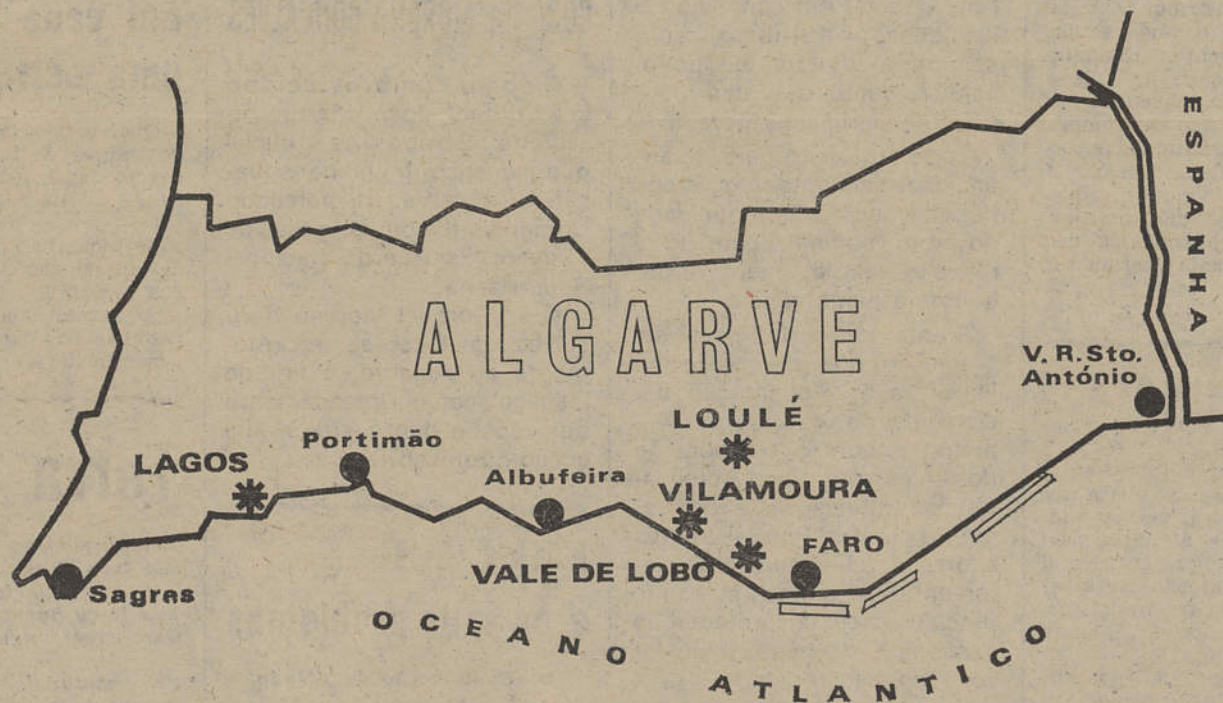 ESPANHA
ALGARVE
V. R. Sto.
António
LOULÉ
Portimão
LAGOS
Albufeira
VILAMOURA
FARO
VALE DE LOBO
Sagres
OCEANO ATLANTICO